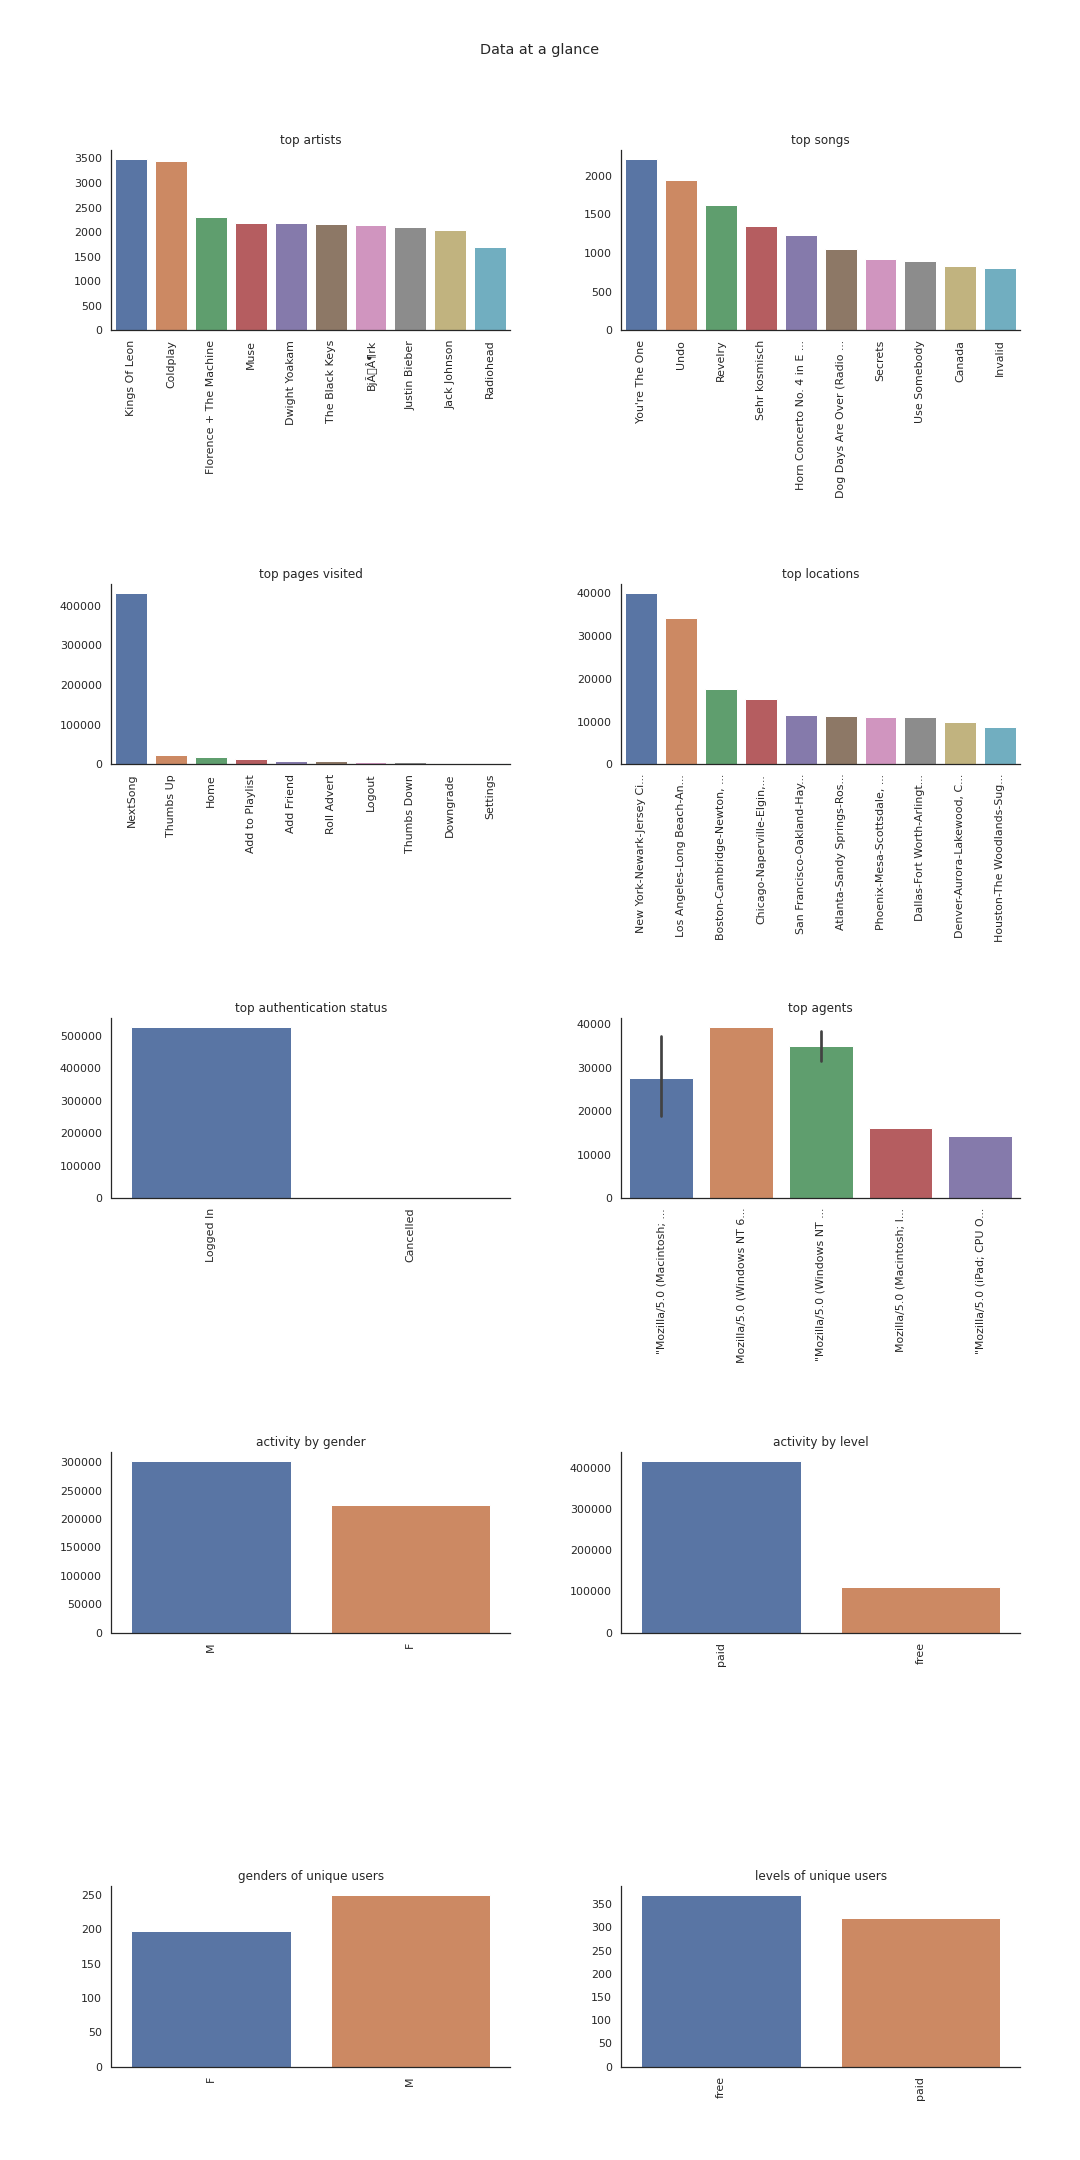 Data at a glance
top artists
3500
3000
2500
2000
1500
1000
500
0
Kings Of Leon
Coldplay
Florence + The Machine
Muse
Dwight Yoakam
The Black Keys
Justin Bieber
Jack Johnson
Radiohead
top songs
2000
1500
1000
500
0
You're The One
Undo
Revelry
Sehr kosmisch
Horn Concerto No. 4 in E ...
Dog Days Are Over (Radio ...
Secrets
Use Somebody
Canada
Invalid
top pages visited
400000
300000
200000
100000
0
NextSong
Thumbs Up
Home
Add to Playlist
Add Friend
Roll Advert
Logout
Thumbs Down
Downgrade
Settings
top locations
40000
30000
20000
10000
0
New York-Newark-Jersey Ci...
Los Angeles-Long Beach-An...
Boston-Cambridge-Newton, ...
Chicago-Naperville-Elgin,...
San Francisco-Oakland-Hay...
Atlanta-Sandy Springs-Ros...
Phoenix-Mesa-Scottsdale, ...
Dallas-Fort Worth-Arlingt...
Denver-Aurora-Lakewood, C...
Houston-The Woodlands-Sug...
top authentication status
500000
400000
300000
200000
100000
0
Logged In
Cancelled
top agents
40000
30000
20000
10000
0
"Mozilla/5.0 (Macintosh; ...
Mozilla/5.0 (Windows NT 6...
"Mozilla/5.0 (Windows NT ...
Mozilla/5.0 (Macintosh; I...
"Mozilla/5.0 (iPad; CPU O...
activity by gender
300000
250000
200000
150000
100000
50000
0
M
F
activity by level
400000
300000
200000
100000
0
paid
free
genders of unique users
250
200
150
100
50
0
F
M
levels of unique users
350
300
250
200
150
100
50
0
free
paid